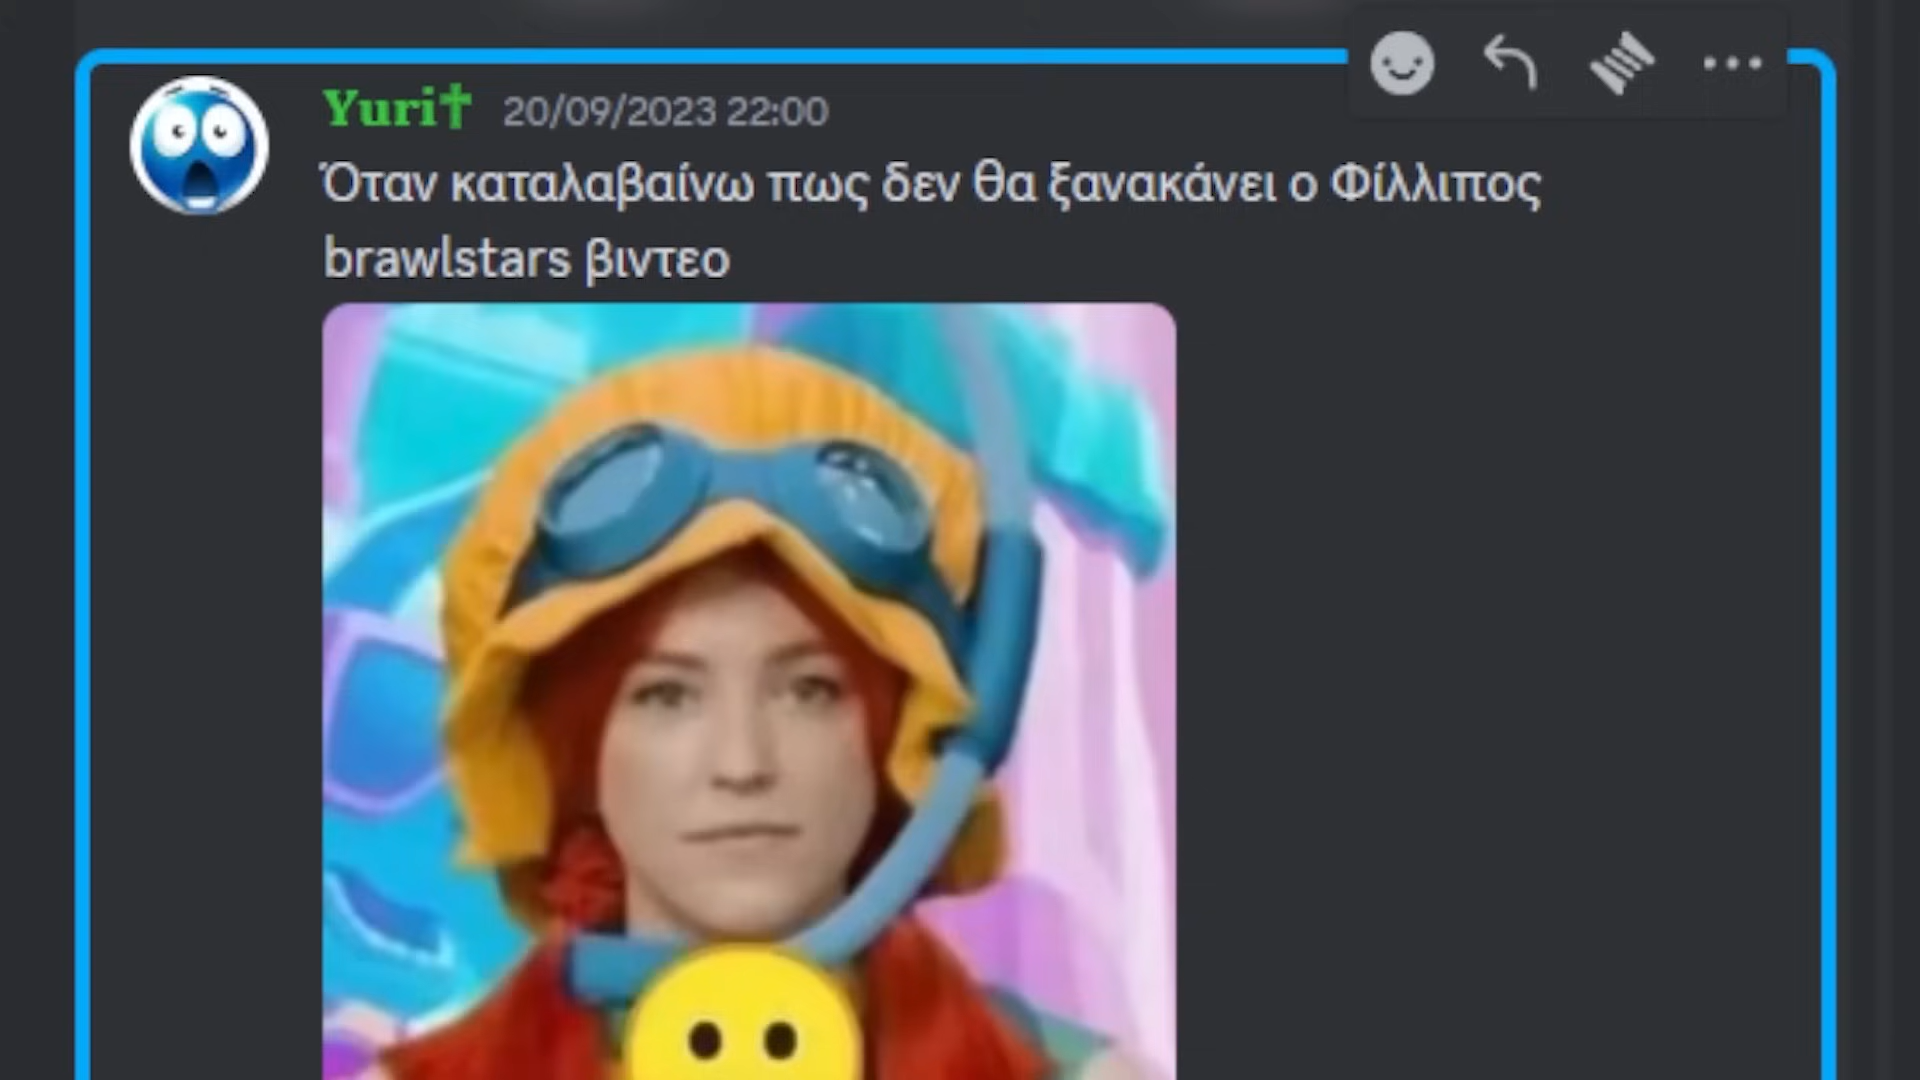 Yuri† 20/09/2023 22:00
Όταν καταλαβαίνω πως δεν θα ξανακάνει ο Φίλλιπος
brawlstars βιντεο